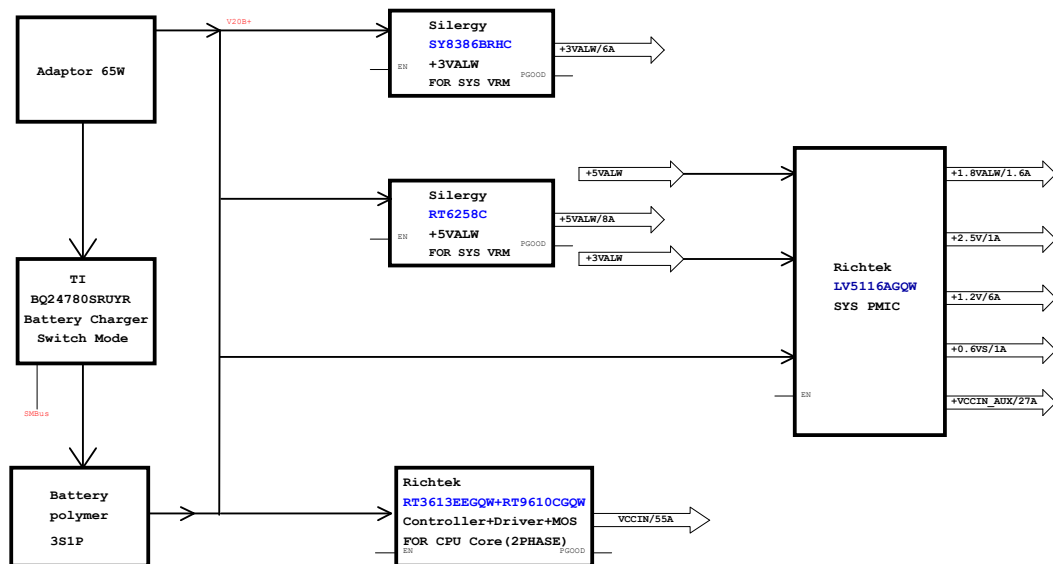 Adaptor 65W
V20B+
Silergy
SY8386BRHC
+3VALW
FOR SYS VRM
EN
PGOOD
+3VALW/6A
Silergy
RT6258C
+5VALW
FOR SYS VRM
EN
PGOOD
+5VALW/8A
+5VALW
+3VALW
Richtek
LV5116AGQW
SYS PMIC
EN
+1.8VALW/1.6A
+2.5V/1A
+1.2V/6A
+0.6VS/1A
+VCCIN_AUX/27A
TI
BQ24780SRUYR
Battery Charger
Switch Mode
SMBus
Battery
polymer
3S1P
Richtek
RT3613EEGQW+RT9610CGQW
Controller+Driver+MOS
FOR CPU Core(2PHASE)
EN
PGOOD
VCCIN/55A